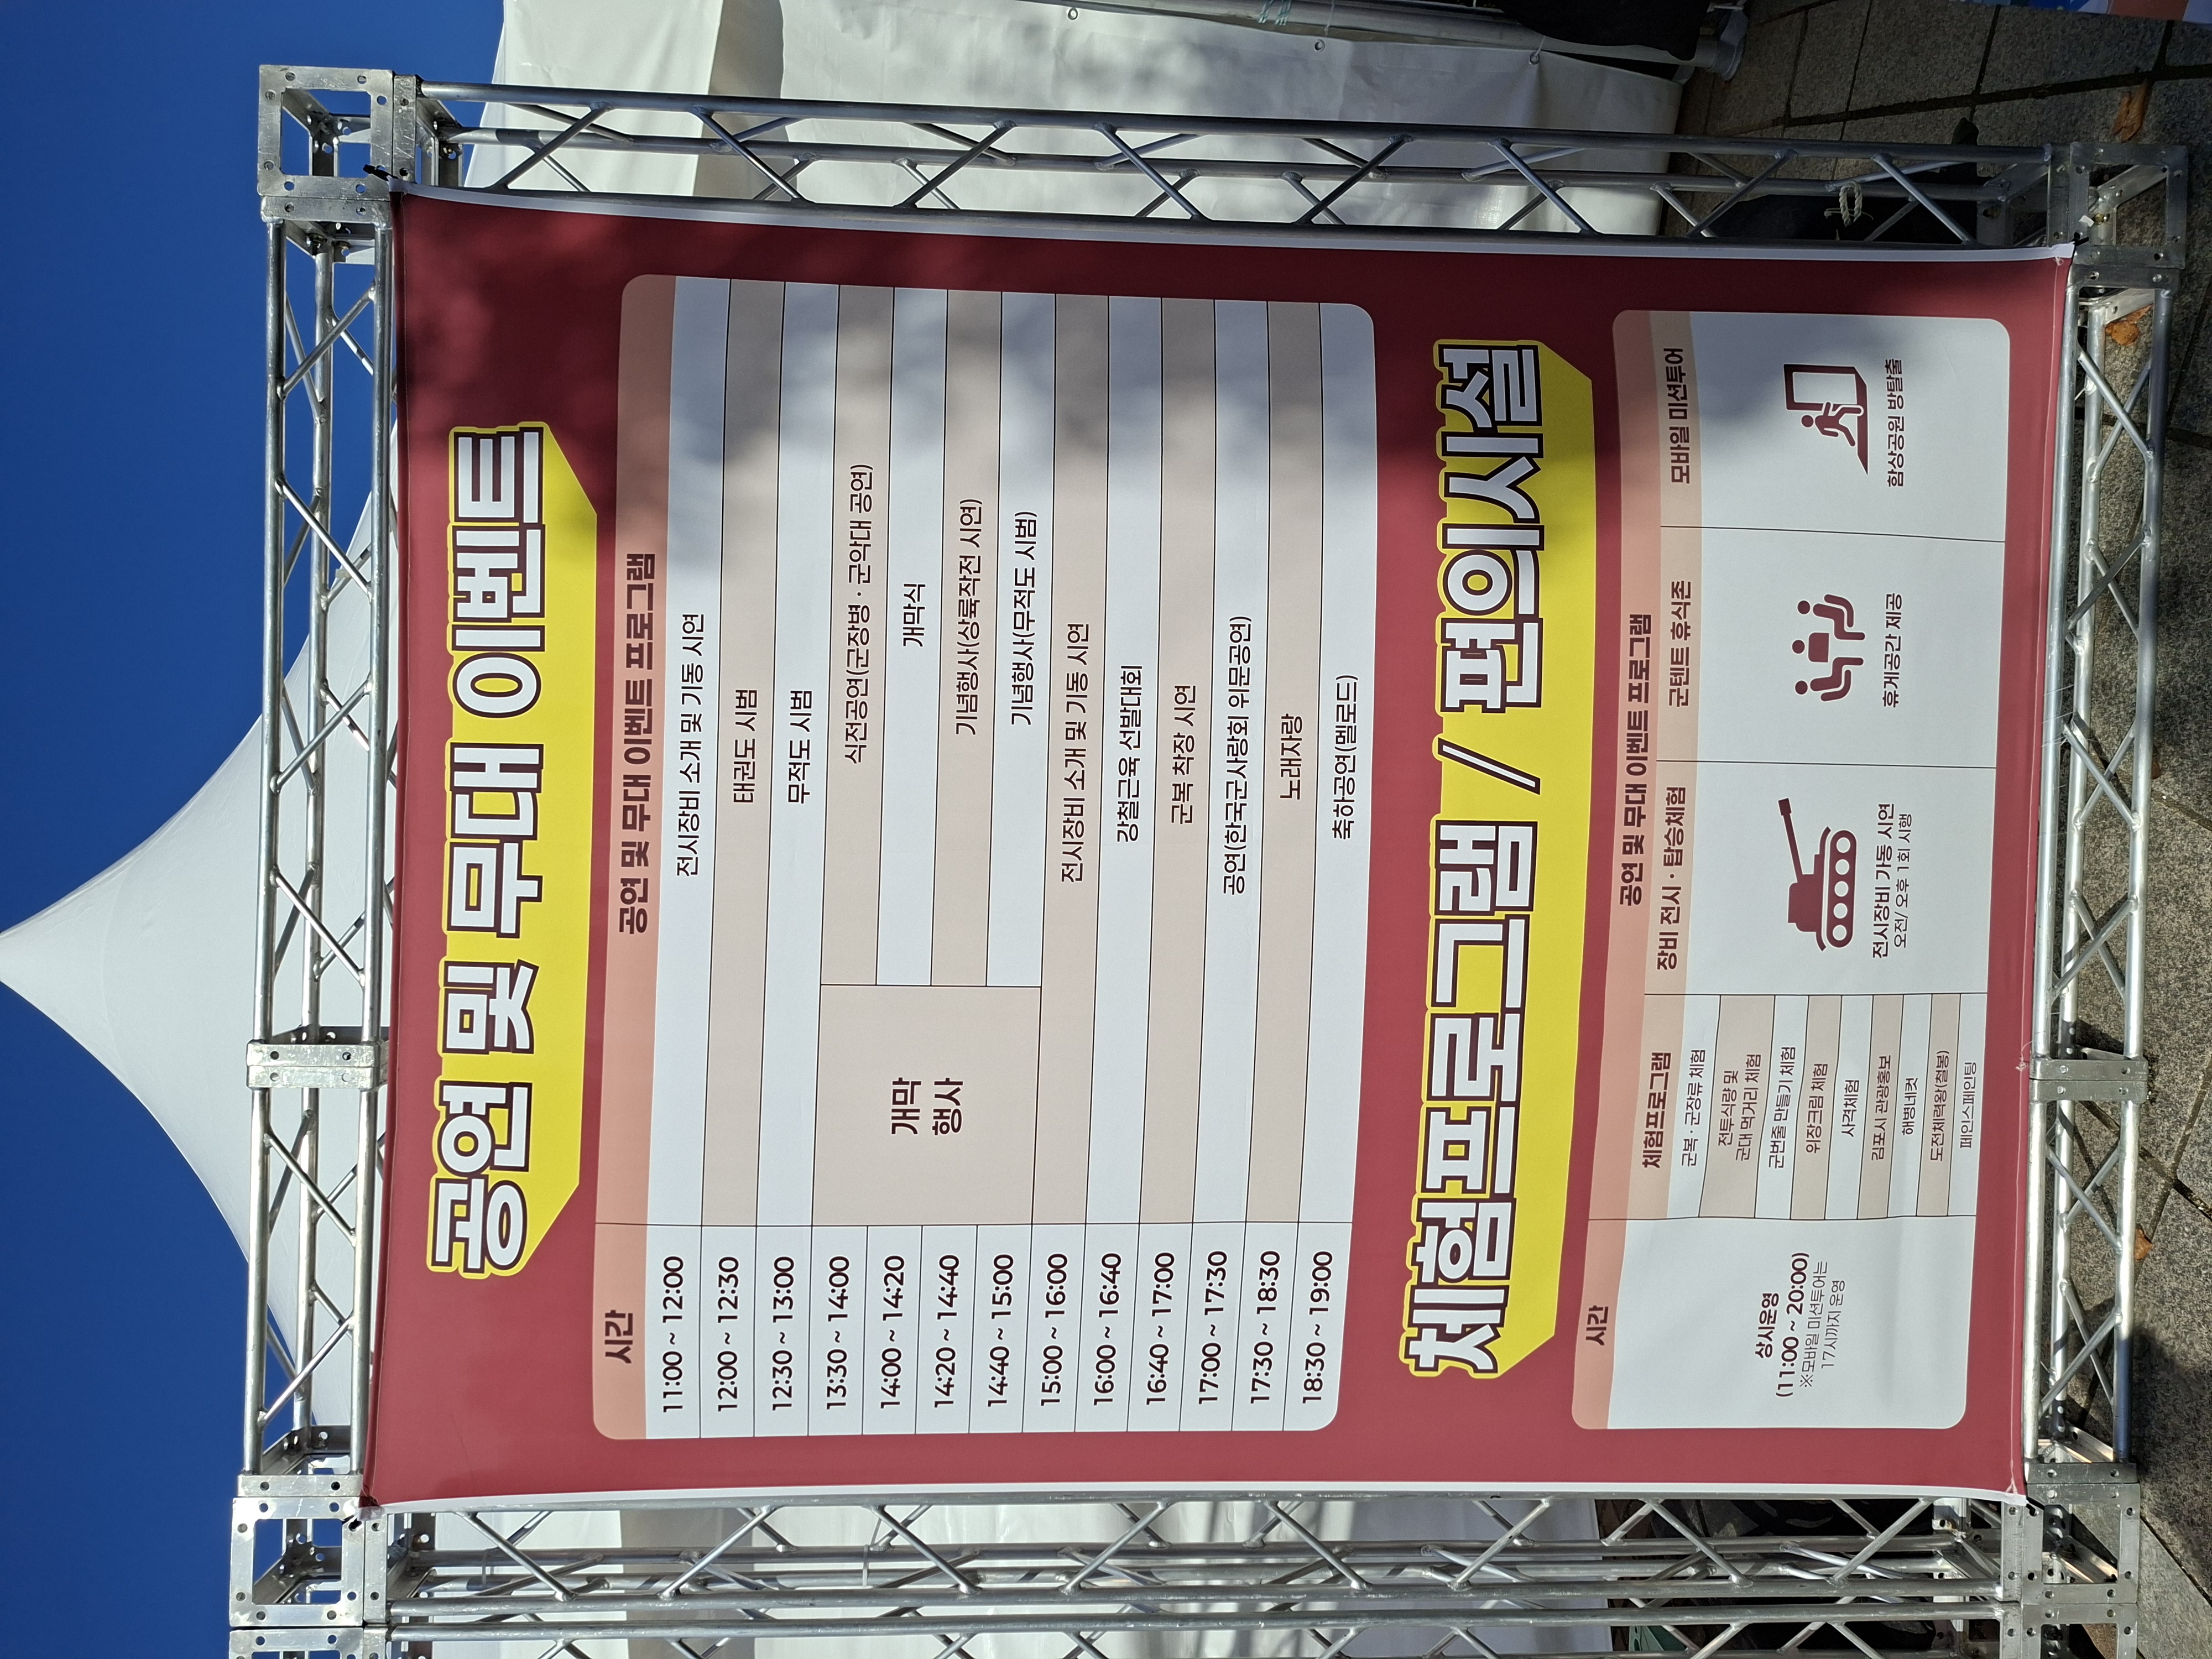 공연 및 무대 이벤트
시간 공연 및 무대 이벤트 프로그램
11:00 ~ 12:00 전시장비 소개 및 기동 시연
12:00 ~ 12:30 태권도 시범
12:30 ~ 13:00 무적도 시범
개막
행사
13:30 ~ 14:00 식전공연(군장병 · 군악대 공연)
14:00 ~ 14:20 개막식
14:20 ~ 14:40 기념행사(상륙작전 시연)
14:40 ~ 15:00 기념행사(무적도 시범)
15:00 ~ 16:00 전시장비 소개 및 기동 시연
16:00 ~ 16:40 강철근육 선발대회
16:40 ~ 17:00 군복 착장 시연
17:00 ~ 17:30 공연(한국군사랑회 위문공연)
17:30 ~ 18:30 노래자랑
18:30 ~ 19:00 축하공연(멜로드)
체험프로그램 / 편의시설
시간 공연 및 무대 이벤트 프로그램
체험프로그램 장비 전시 · 탑승체험 군텐트 휴식존 모바일 미션투어
상시운영
(11:00 ~ 20:00)
※모바일 미션투어는
17시까지 운영
군복 · 군장류 체험
전투식량 및
군대 먹거리 체험
군번줄 만들기 체험
위장크림 체험
사격체험
김포시 관광홍보
해병네컷
도전체력왕(철봉)
페인스페인팅
전시장비 가동 시연
오전/ 오후 1회 시행
휴게공간 제공
함상공원 방탈출